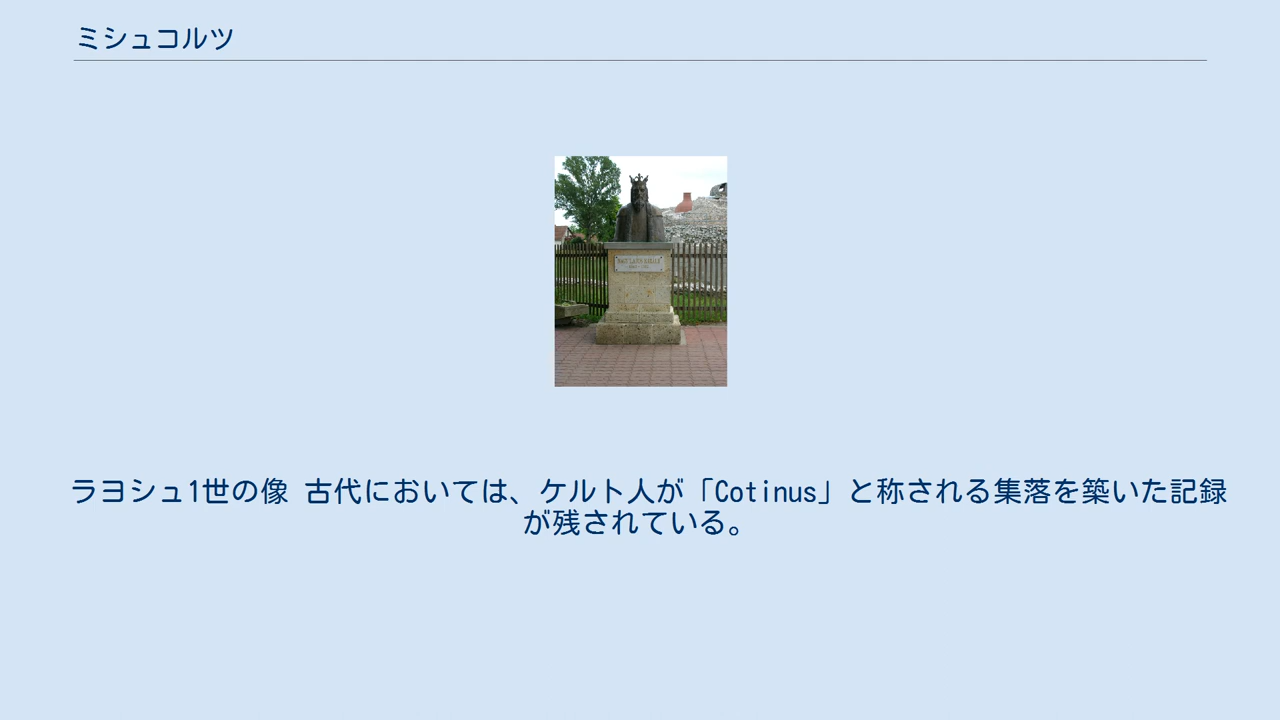 ミシュコルツ
ラヨシュ1世の像 古代においては、ケルト人が「Cotinus」と称される集落を築いた記録
が残されている。